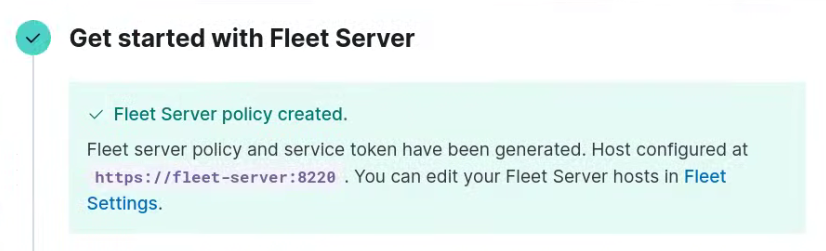 Get started with Fleet Server
Fleet Server policy created.
Fleet server policy and service token have been generated. Host configured at
https://fleet-server:8220 . You can edit your Fleet Server hosts in Fleet
Settings.